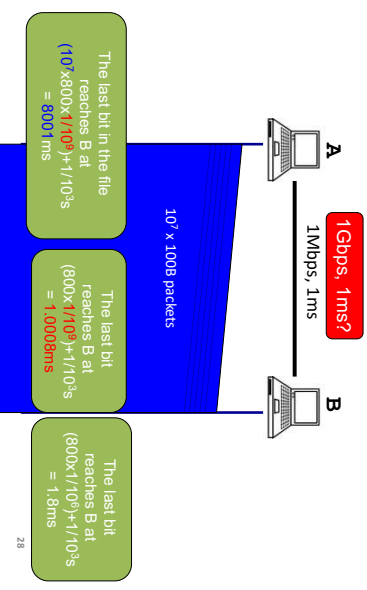 1Gbps, 1ms?
1Mbps, 1ms
A
B
10⁷ x 100B packets
The last bit in the file
reaches B at
(10⁷x800x1/10⁹)+1/10³s
= 8001ms
The last bit
reaches B at
(800x1/10⁹)+1/10³s
= 1.0008ms
The last bit
reaches B at
(800x1/10⁶)+1/10³s
= 1.8ms
28